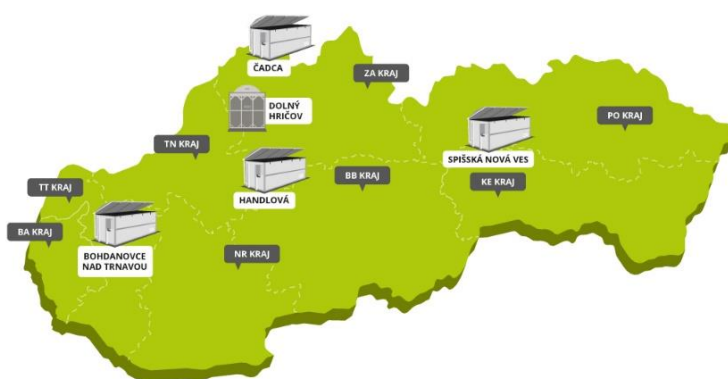 ČADCA
ZA KRAJ
DOLNÝ
HRIČOV
PO KRAJ
TN KRAJ
SPIŠSKÁ NOVÁ VES
HANDLOVÁ
BB KRAJ
KE KRAJ
TT KRAJ
BA KRAJ
BOHDANOVCE
NAD TRNAVOU
NR KRAJ